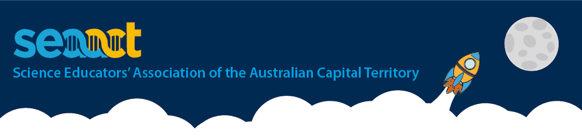 seaact
Science Educators' Association of the Australian Capital Territory